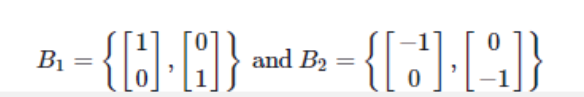 B₁ = {[1 0], [0 1]} and B₂ = {[-1 0], [0 -1]}